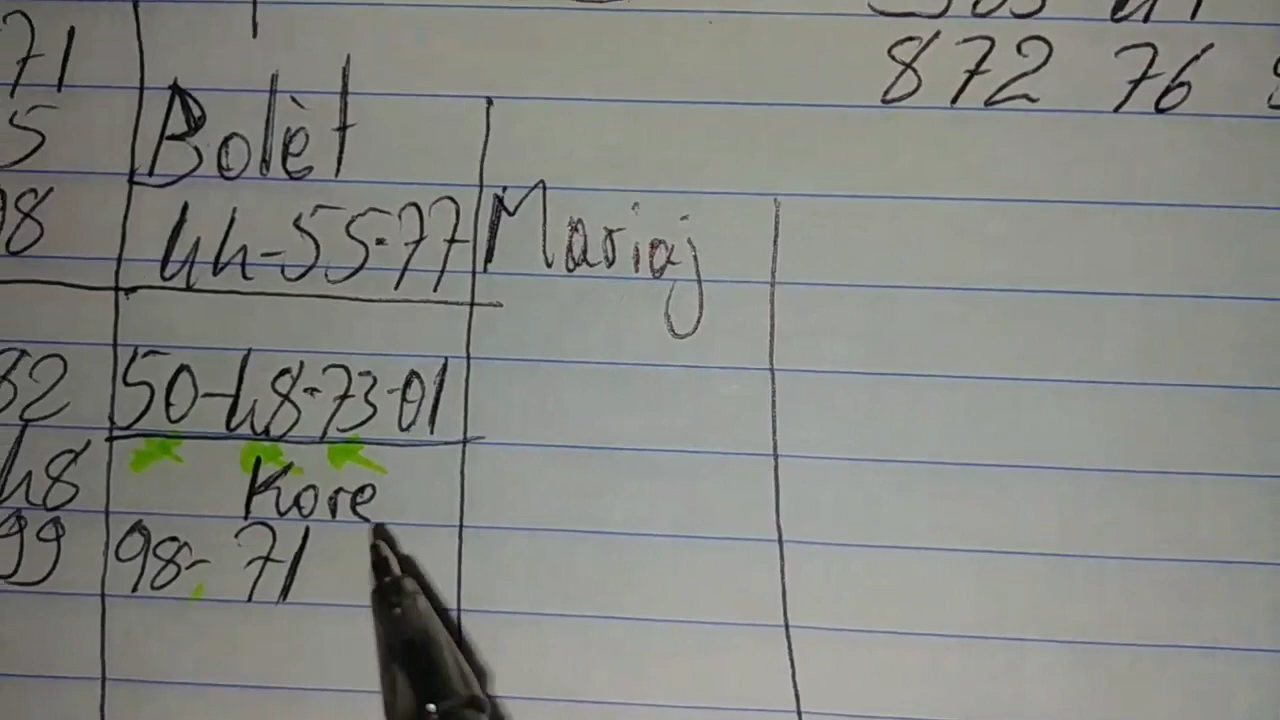 872 76
71
Bolèt
5
44-55-77 Mariaj
98
82 50-48-73-01
48 Kore
99 98-71